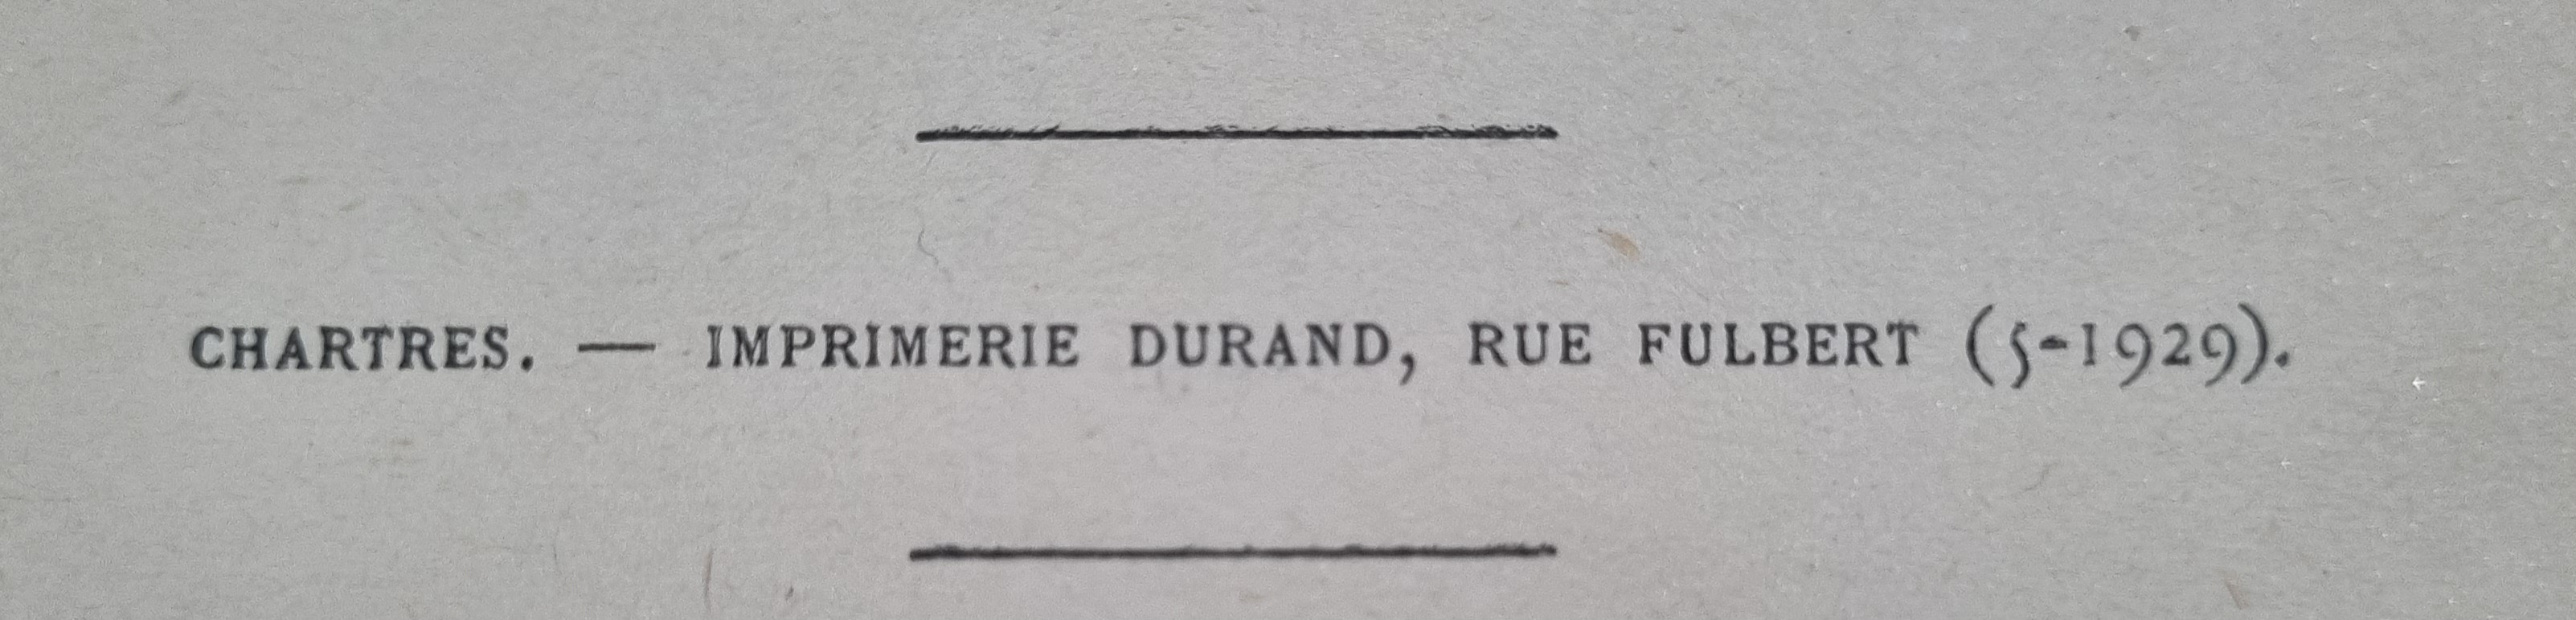 CHARTRES. — IMPRIMERIE DURAND, RUE FULBERT (5-1929).